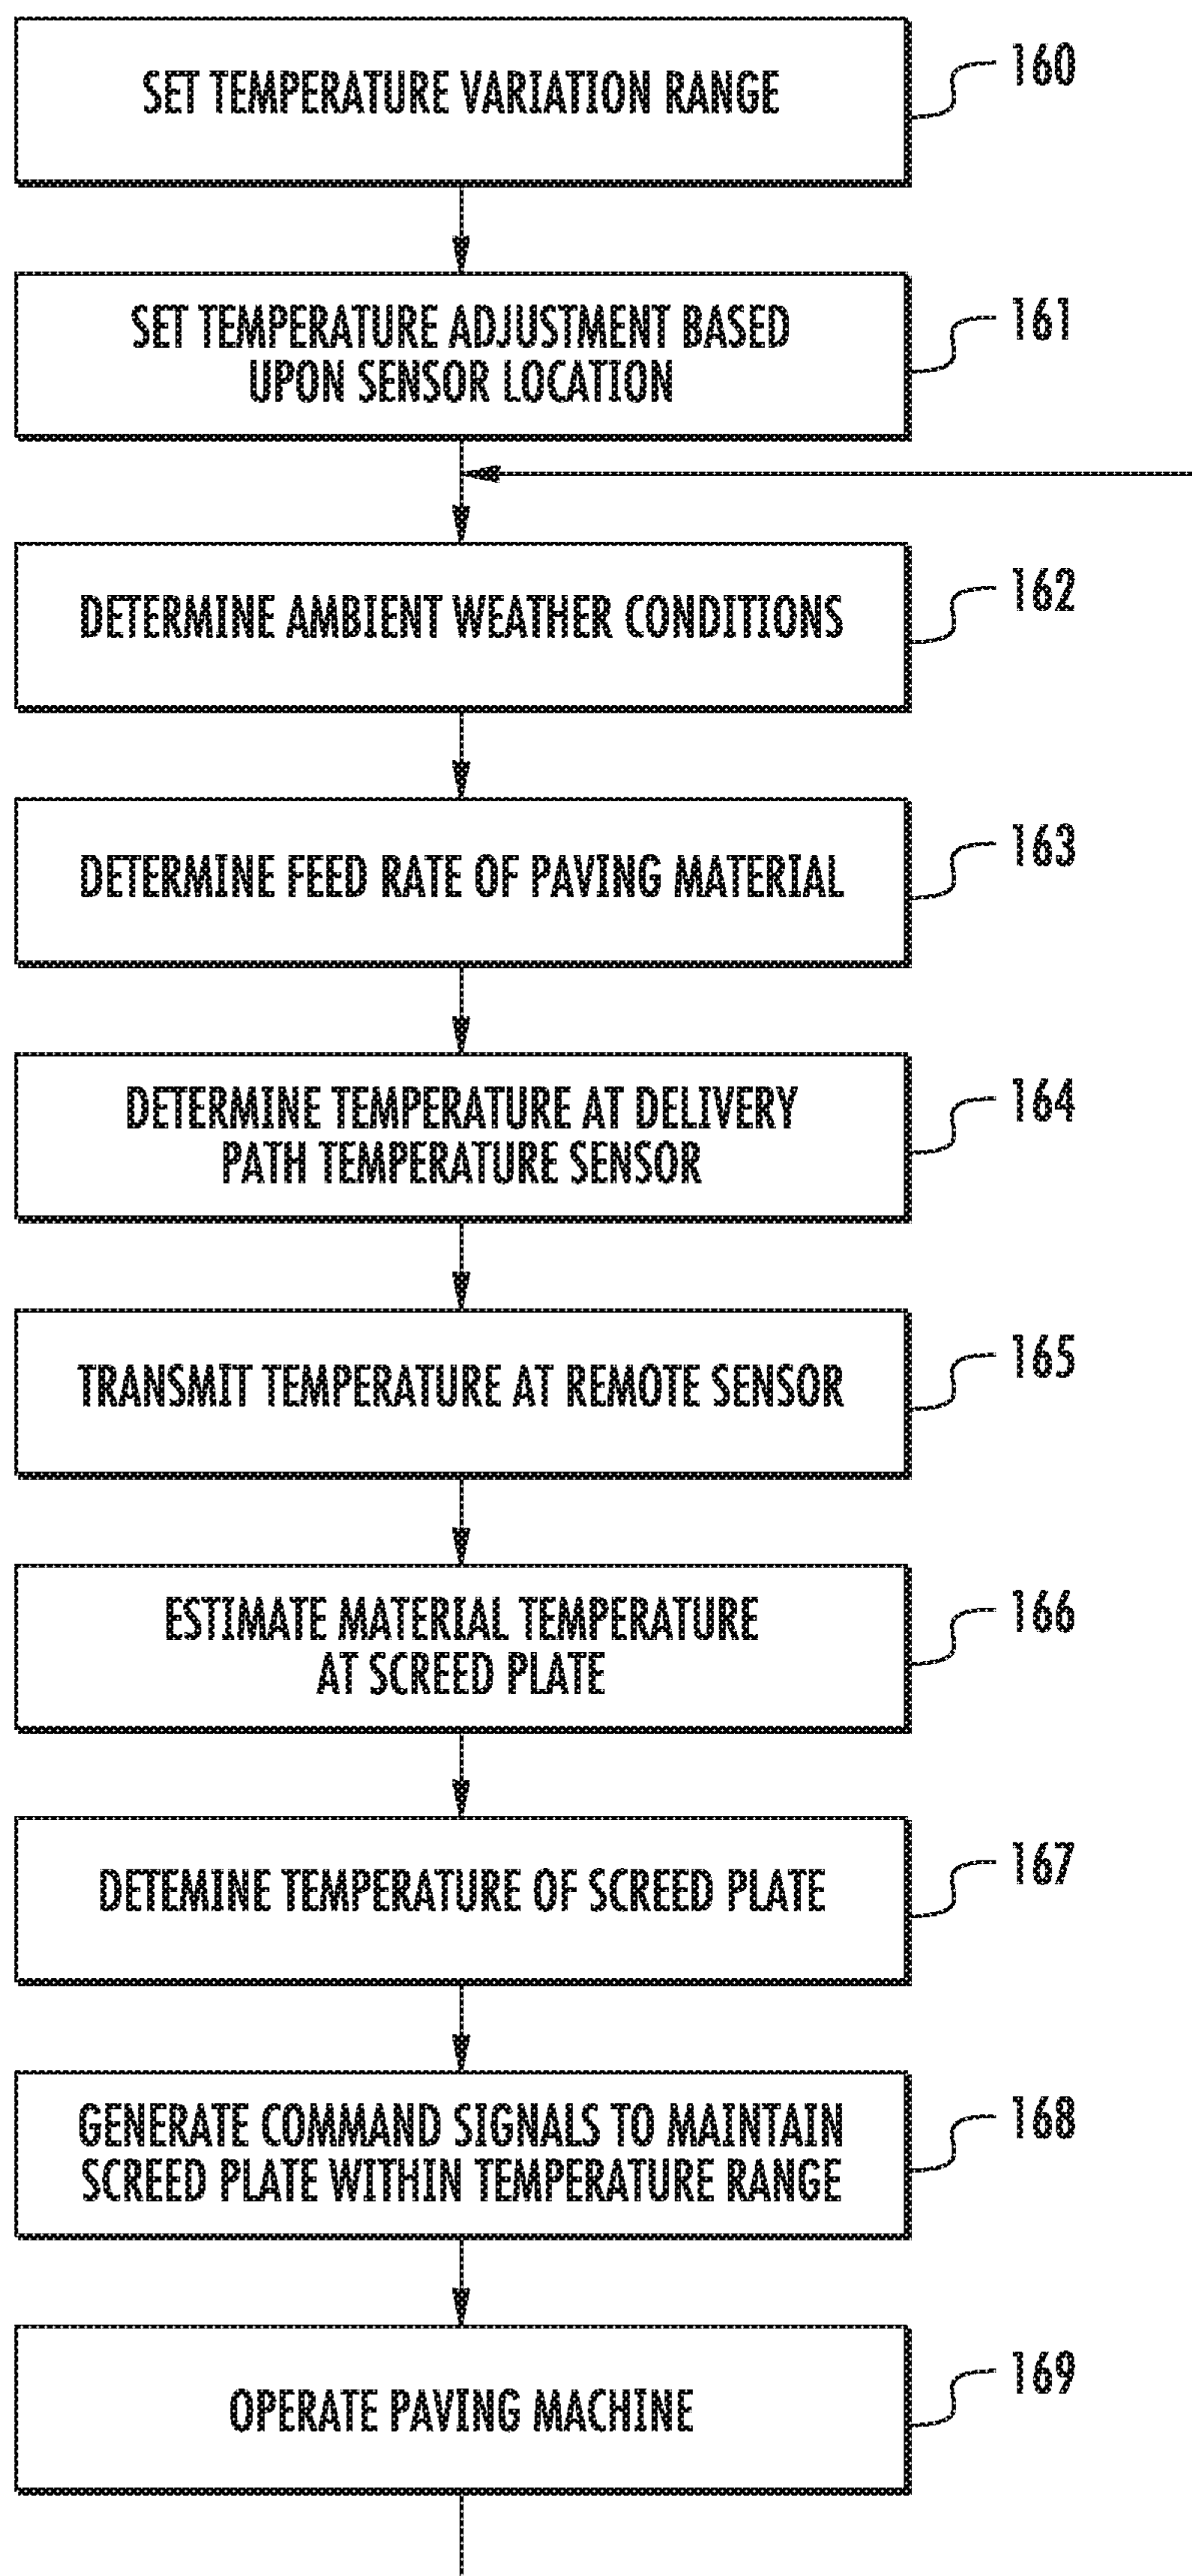 SET TEMPERATURE VARIATION RANGE
160
SET TEMPERATURE ADJUSTMENT BASED
UPON SENSOR LOCATION
161
DETERMINE AMBIENT WEATHER CONDITIONS
162
DETERMINE FEED RATE OF PAVING MATERIAL
163
DETERMINE TEMPERATURE AT DELIVERY
PATH TEMPERATURE SENSOR
164
TRANSMIT TEMPERATURE AT REMOTE SENSOR
165
ESTIMATE MATERIAL TEMPERATURE
AT SCREED PLATE
166
DETEMINE TEMPERATURE OF SCREED PLATE
167
GENERATE COMMAND SIGNALS TO MAINTAIN
SCREED PLATE WITHIN TEMPERATURE RANGE
168
OPERATE PAVING MACHINE
169